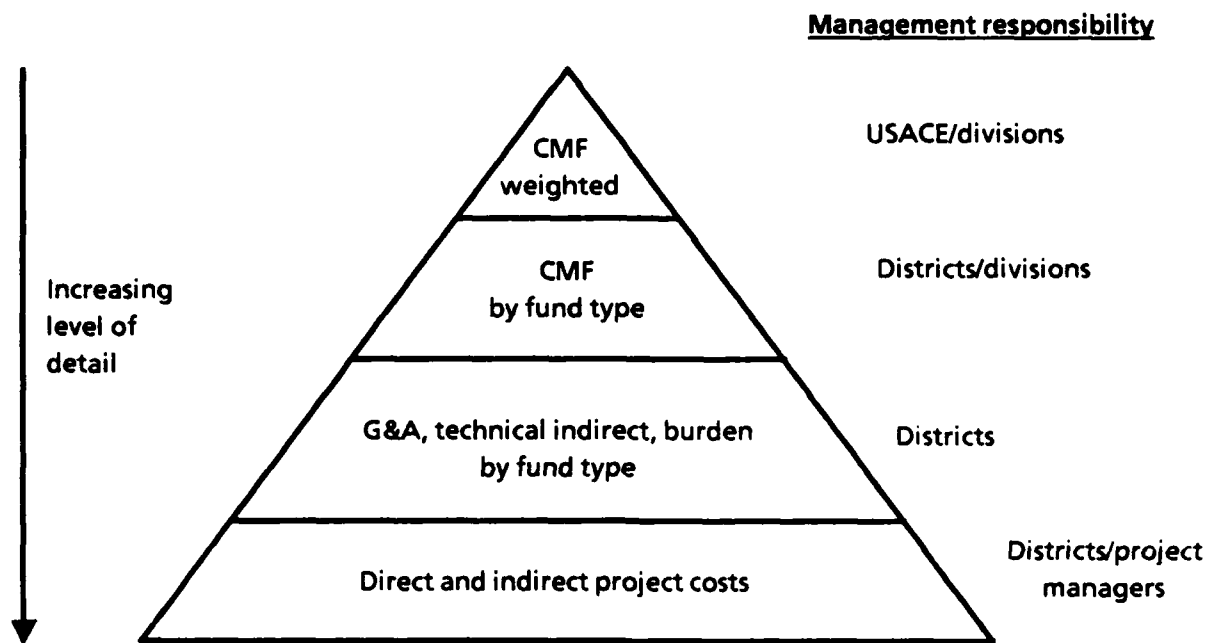 Management responsibility
CMF
weighted
USACE/divisions
CMF
by fund type
Districts/divisions
Increasing
level of
detail
G&A, technical indirect, burden
by fund type
Districts
Direct and indirect project costs
Districts/project
managers